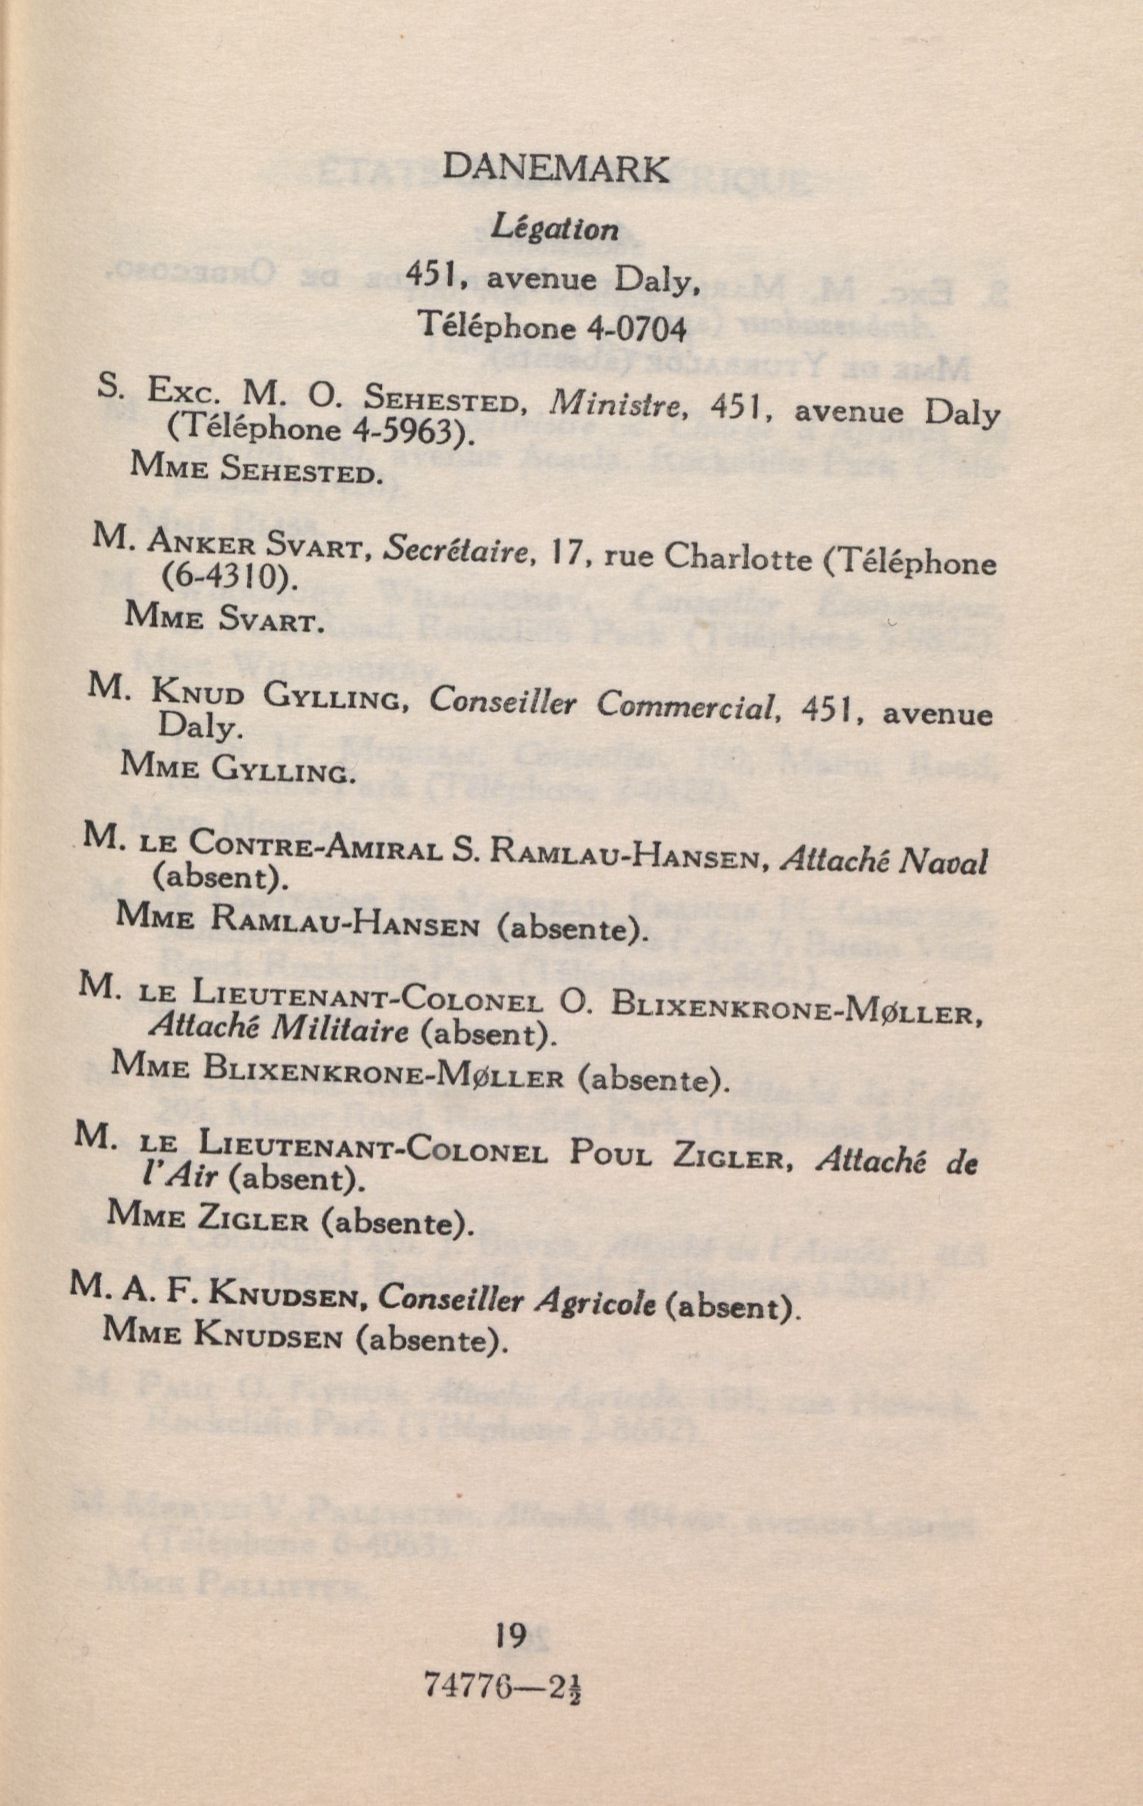 DANEMARK
Légation
451, avenue Daly,
Téléphone 4-0704
S. Exc. M. O. Sehested, Ministre, 451, avenue Daly
(Téléphone 4-5963).
Mme Sehested.
M. Anker Svart, Secrétaire, 17, rue Charlotte (Téléphone
(6-4310).
Mme Svart.
M. Knud Gylling, Conseiller Commercial, 451, avenue
Daly.
Mme Gylling.
M. le Contre-Amiral S. Ramlau-Hansen, Attaché Naval
(absent).
Mme Ramlau-Hansen (absente).
M. le Lieutenant-Colonel O. Blixenkrone-Møller,
Attaché Militaire (absent).
Mme Blixenkrone-Møller (absente).
M. le Lieutenant-Colonel Poul Zigler, Attaché de
l'Air (absent).
Mme Zigler (absente).
M. A. F. Knudsen, Conseiller Agricole (absent).
Mme Knudsen (absente).
19
74776—2½